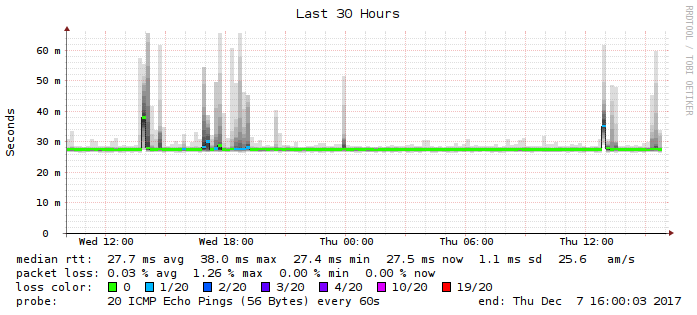 Last 30 Hours
RRDTOOL / TOBI OETIKER
Seconds
60 m
50 m
40 m
30 m
20 m
10 m
0
Wed 12:00 Wed 18:00 Thu 00:00 Thu 06:00 Thu 12:00
median rtt: 27.7 ms avg 38.0 ms max 27.4 ms min 27.5 ms now 1.1 ms sd 25.6 am/s
packet loss: 0.03 % avg 1.26 % max 0.00 % min 0.00 % now
loss color: 0 1/20 2/20 3/20 4/20 10/20 19/20
probe: 20 ICMP Echo Pings (56 Bytes) every 60s end: Thu Dec 7 16:00:03 2017